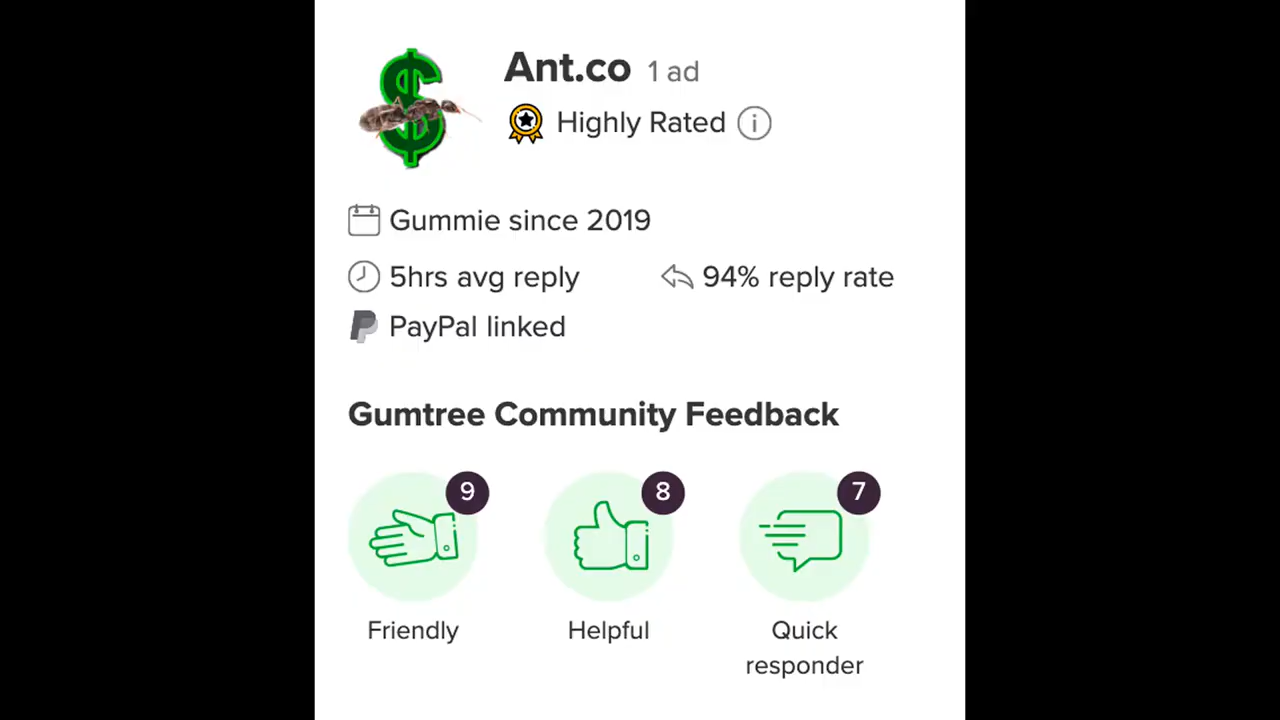 Ant.co 1 ad
Highly Rated
Gummie since 2019
5hrs avg reply 94% reply rate
PayPal linked
Gumtree Community Feedback
9 8 7
Friendly Helpful Quick
responder